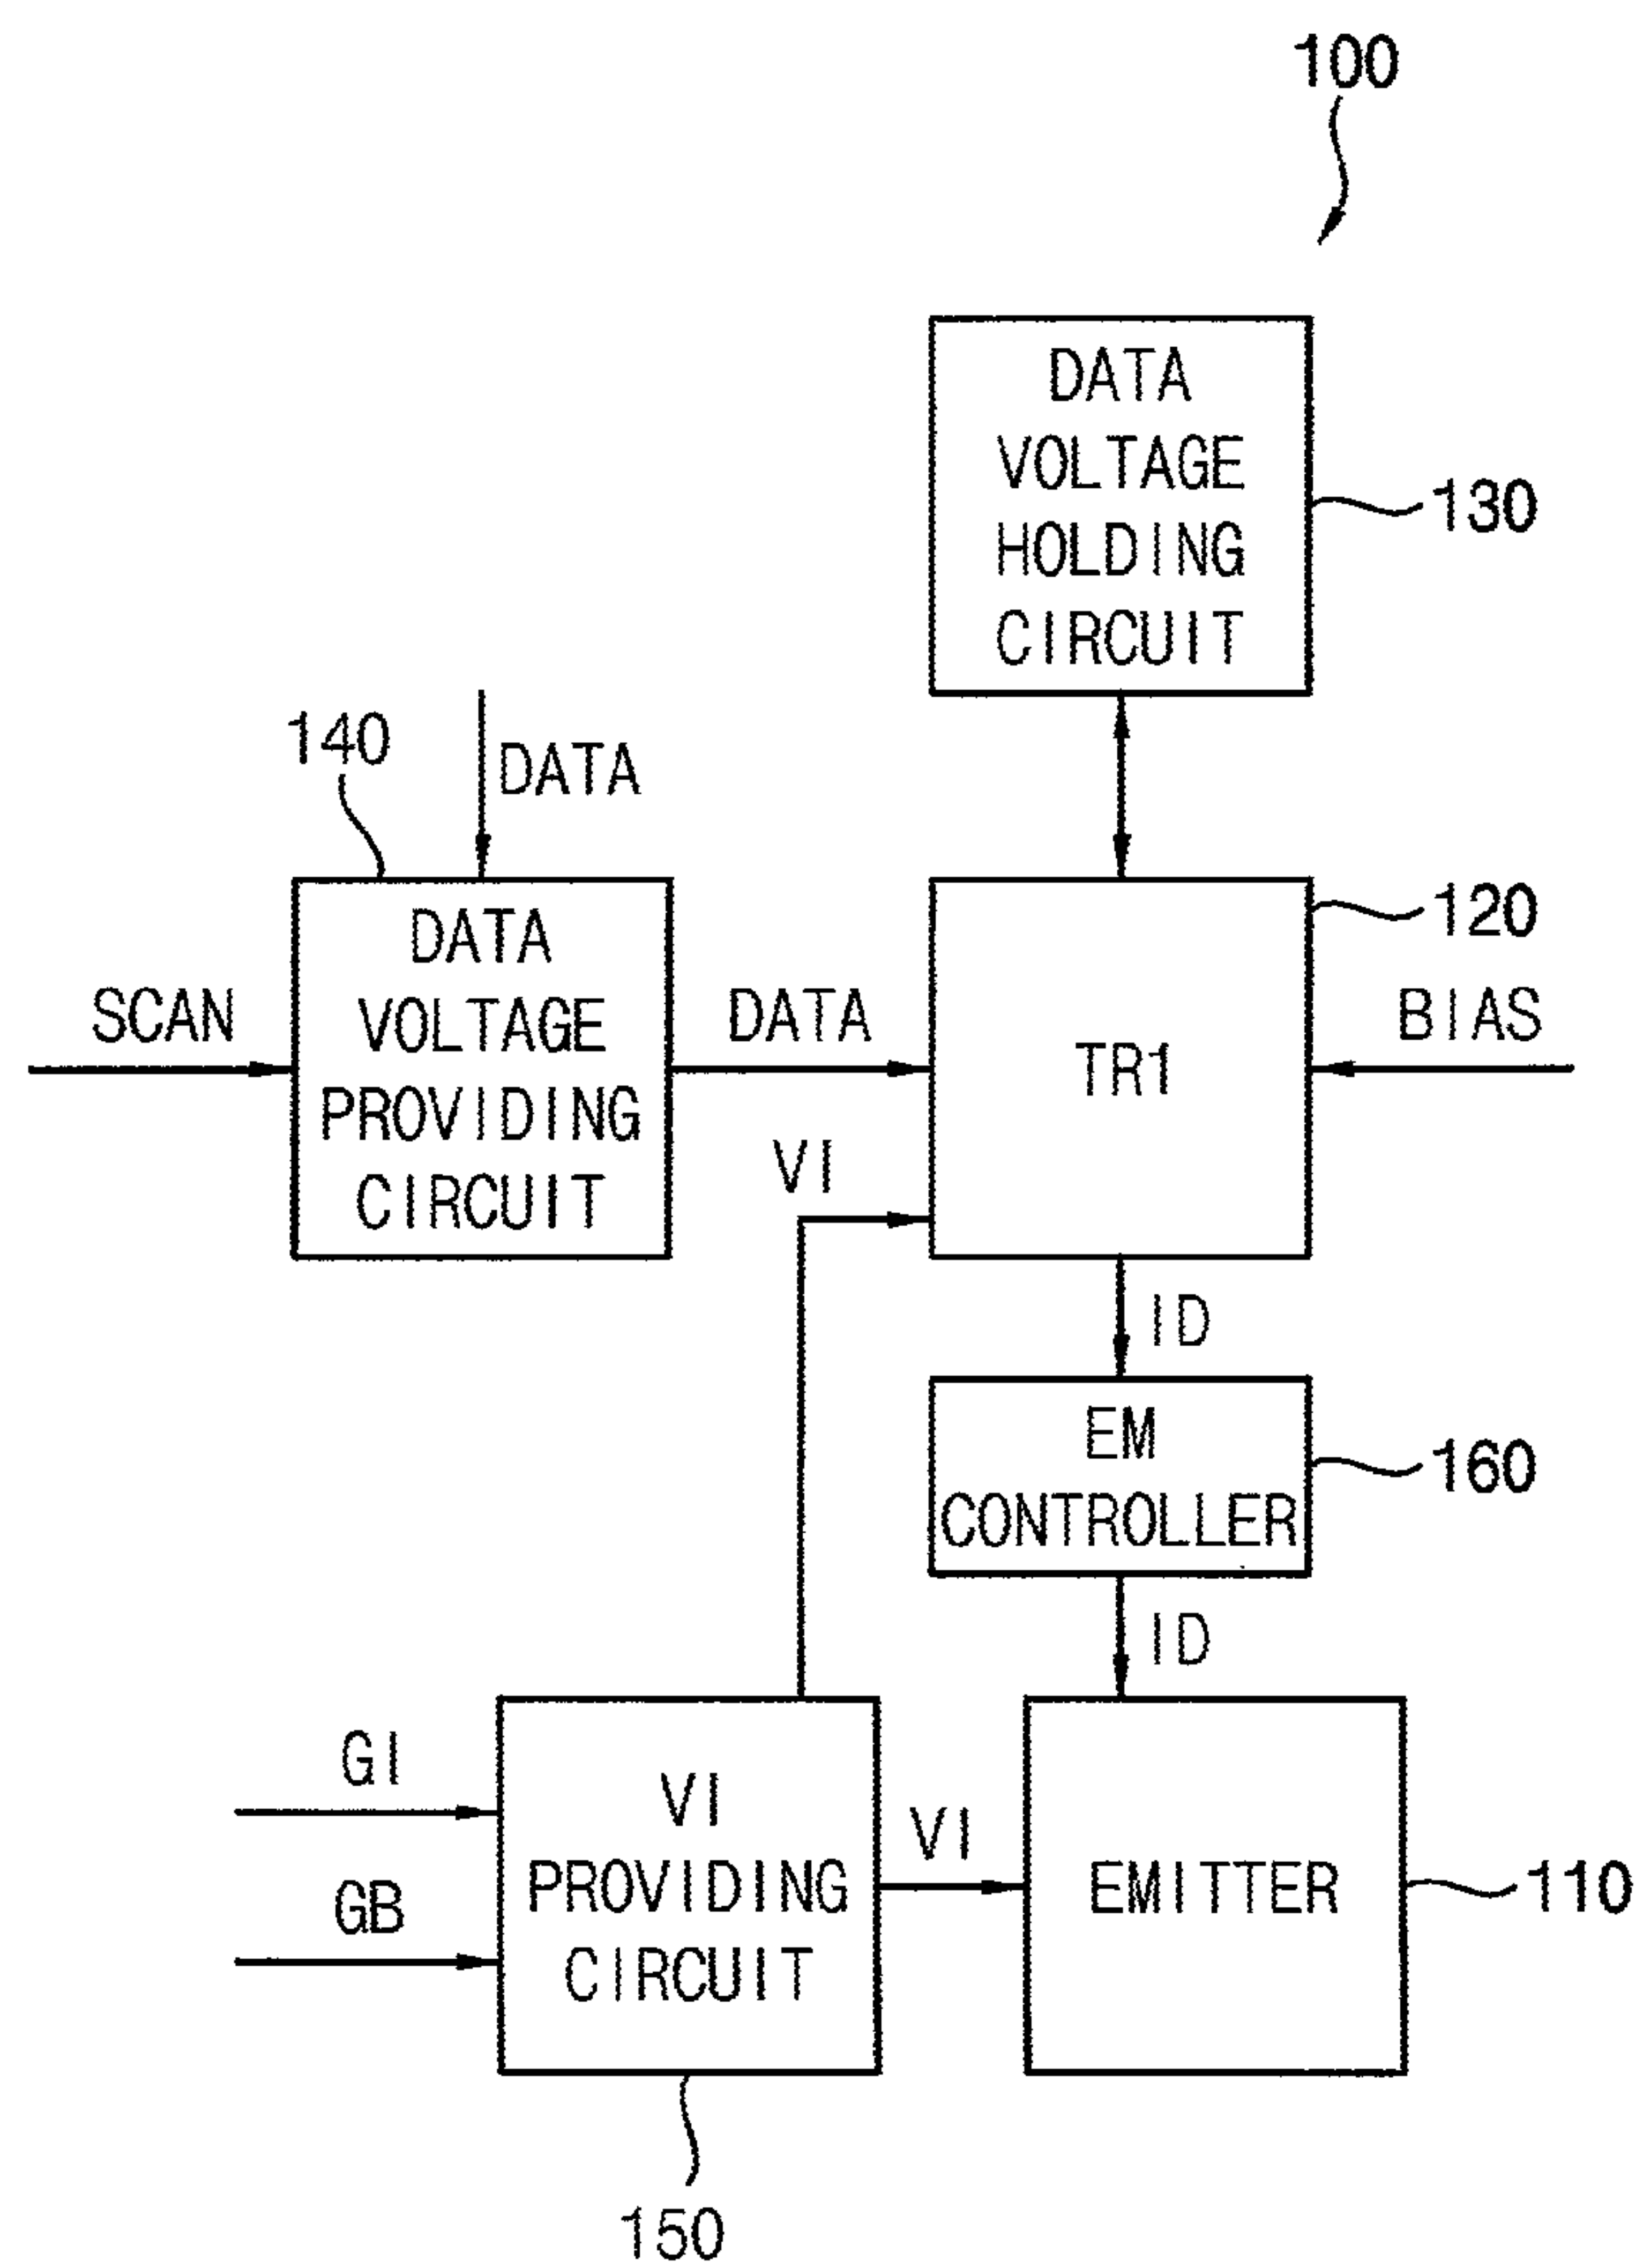 100
DATA
VOLTAGE
HOLDING
CIRCUIT
130
140
DATA
DATA
VOLTAGE
PROVIDING
CIRCUIT
SCAN
DATA
VI
TR1
120
BIAS
ID
EM
CONTROLLER
160
ID
GI
GB
VI
PROVIDING
CIRCUIT
VI
EMITTER
110
150